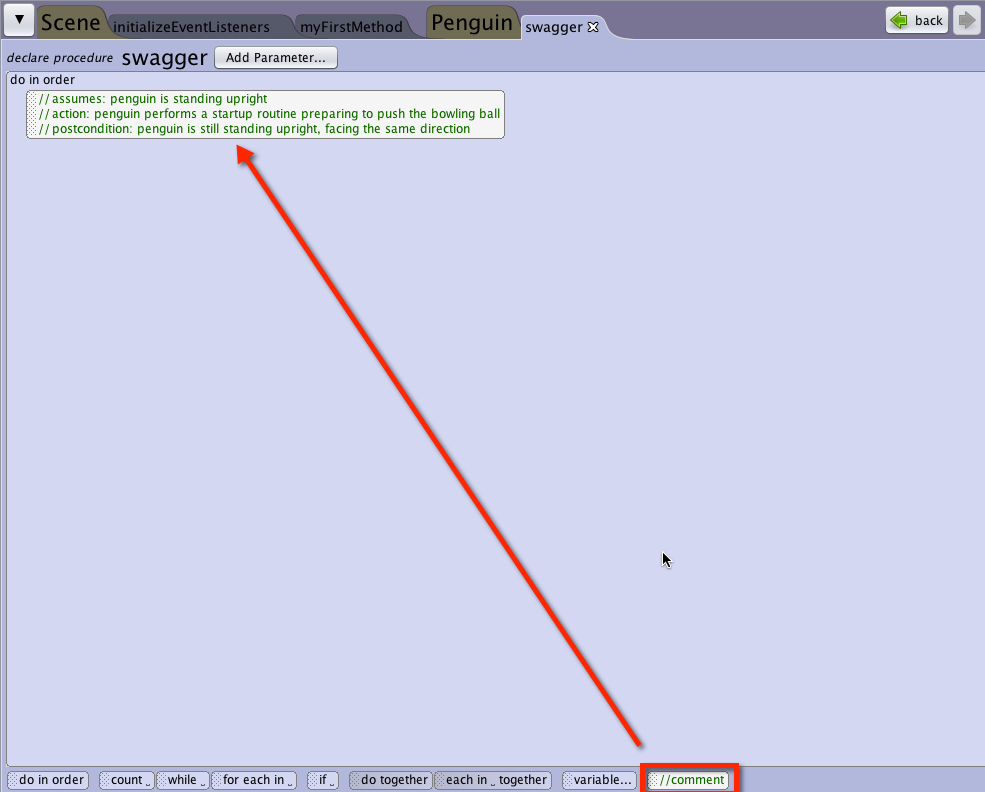 ▼ Scene initializeEventListeners myFirstMethod Penguin swagger back
declare procedure swagger Add Parameter...
do in order
// assumes: penguin is standing upright
// action: penguin performs a startup routine preparing to push the bowling ball
// postcondition: penguin is still standing upright, facing the same direction
do in order count _ while _ for each in _ if _ do together each in _ together variable... //comment